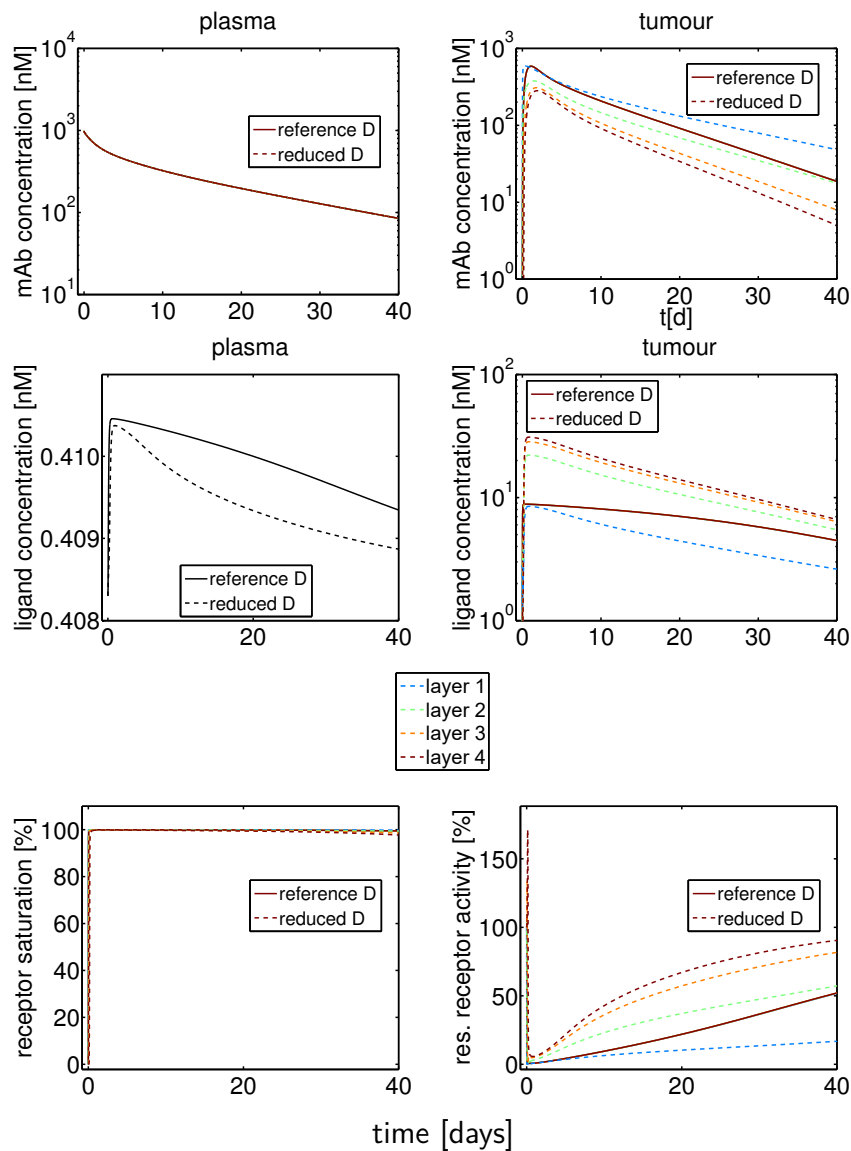 plasma
mAb concentration [nM]
10^4
10^3
10^2
10^1
0 10 20 30 40
reference D
reduced D
tumour
mAb concentration [nM]
10^3
10^2
10^1
10^0
0 10 20 30 40
t[d]
reference D
reduced D
plasma
ligand concentration [nM]
0.410
0.409
0.408
0 20 40
reference D
reduced D
tumour
ligand concentration [nM]
10^2
10^1
10^0
0 10 20 30 40
reference D
reduced D
layer 1
layer 2
layer 3
layer 4
receptor saturation [%]
100
80
60
40
20
0
0 20 40
reference D
reduced D
res. receptor activity [%]
150
100
50
0
0 20 40
reference D
reduced D
time [days]